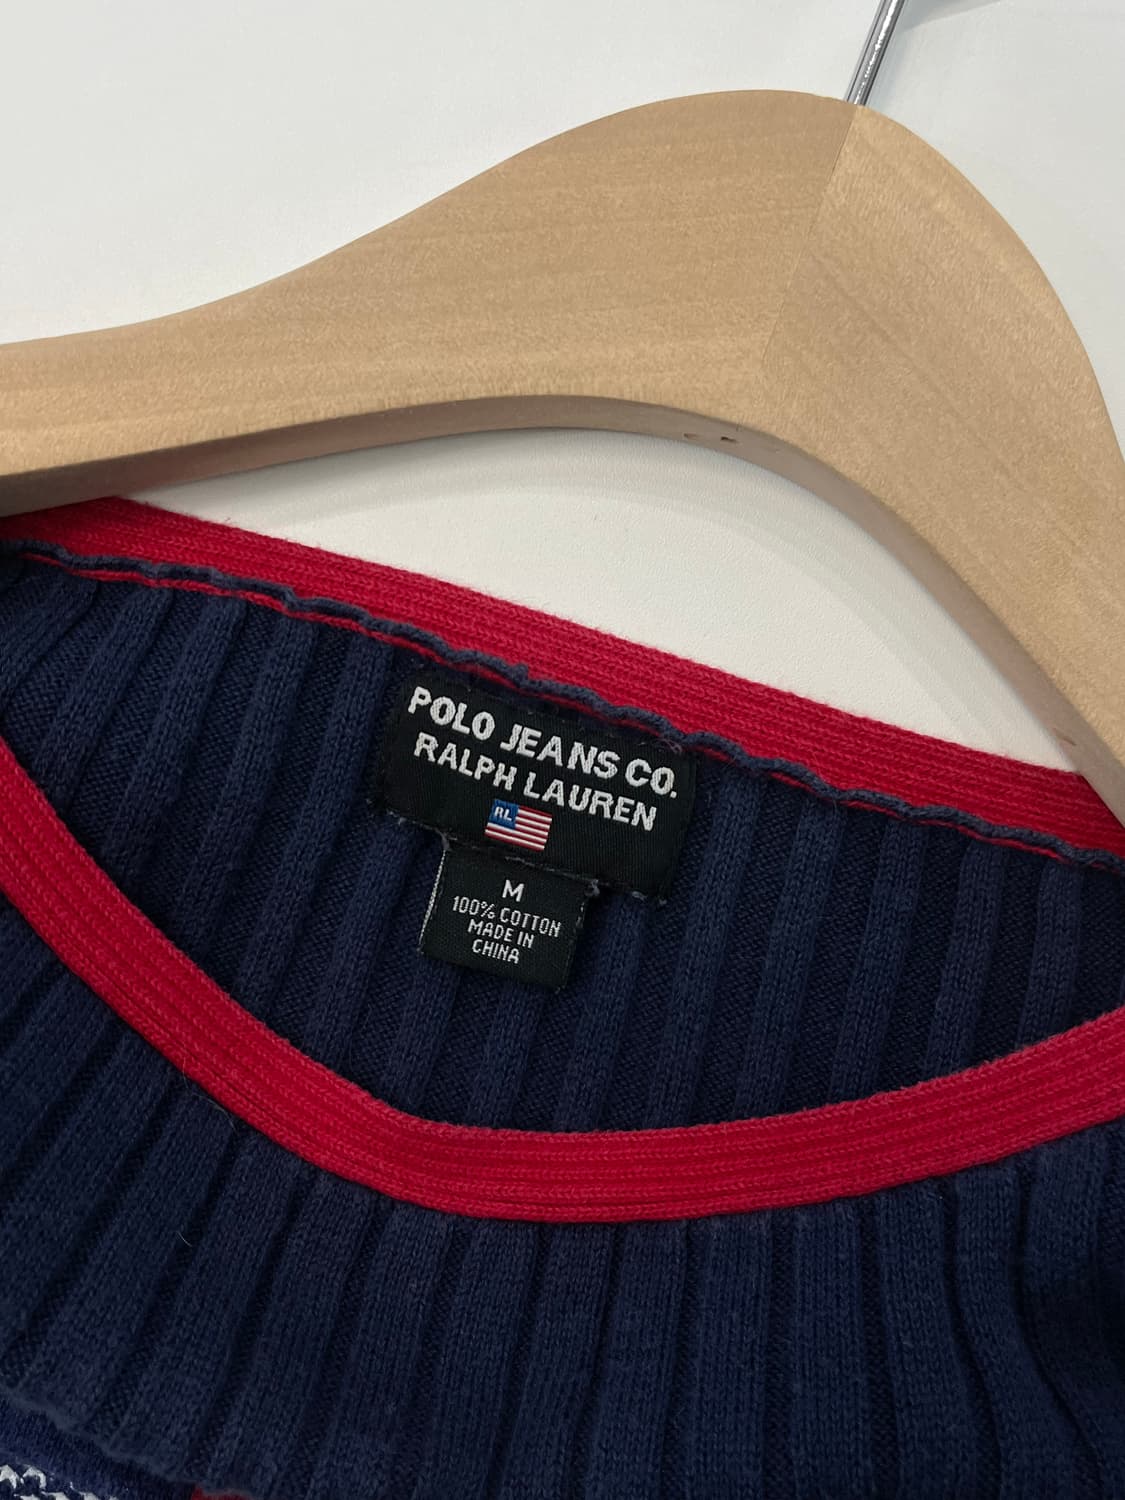 POLO JEANS CO.
RALPH LAUREN
RL
M
100% COTTON
MADE IN
CHINA